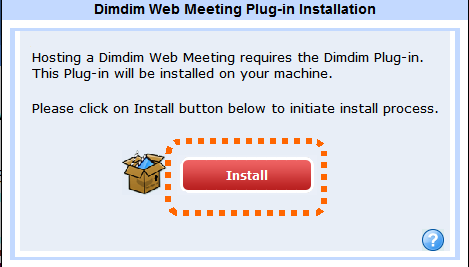 Dimdim Web Meeting Plug-in Installation
Hosting a Dimdim Web Meeting requires the Dimdim Plug-in.
This Plug-in will be installed on your machine.
Please click on Install button below to initiate install process.
Install
?